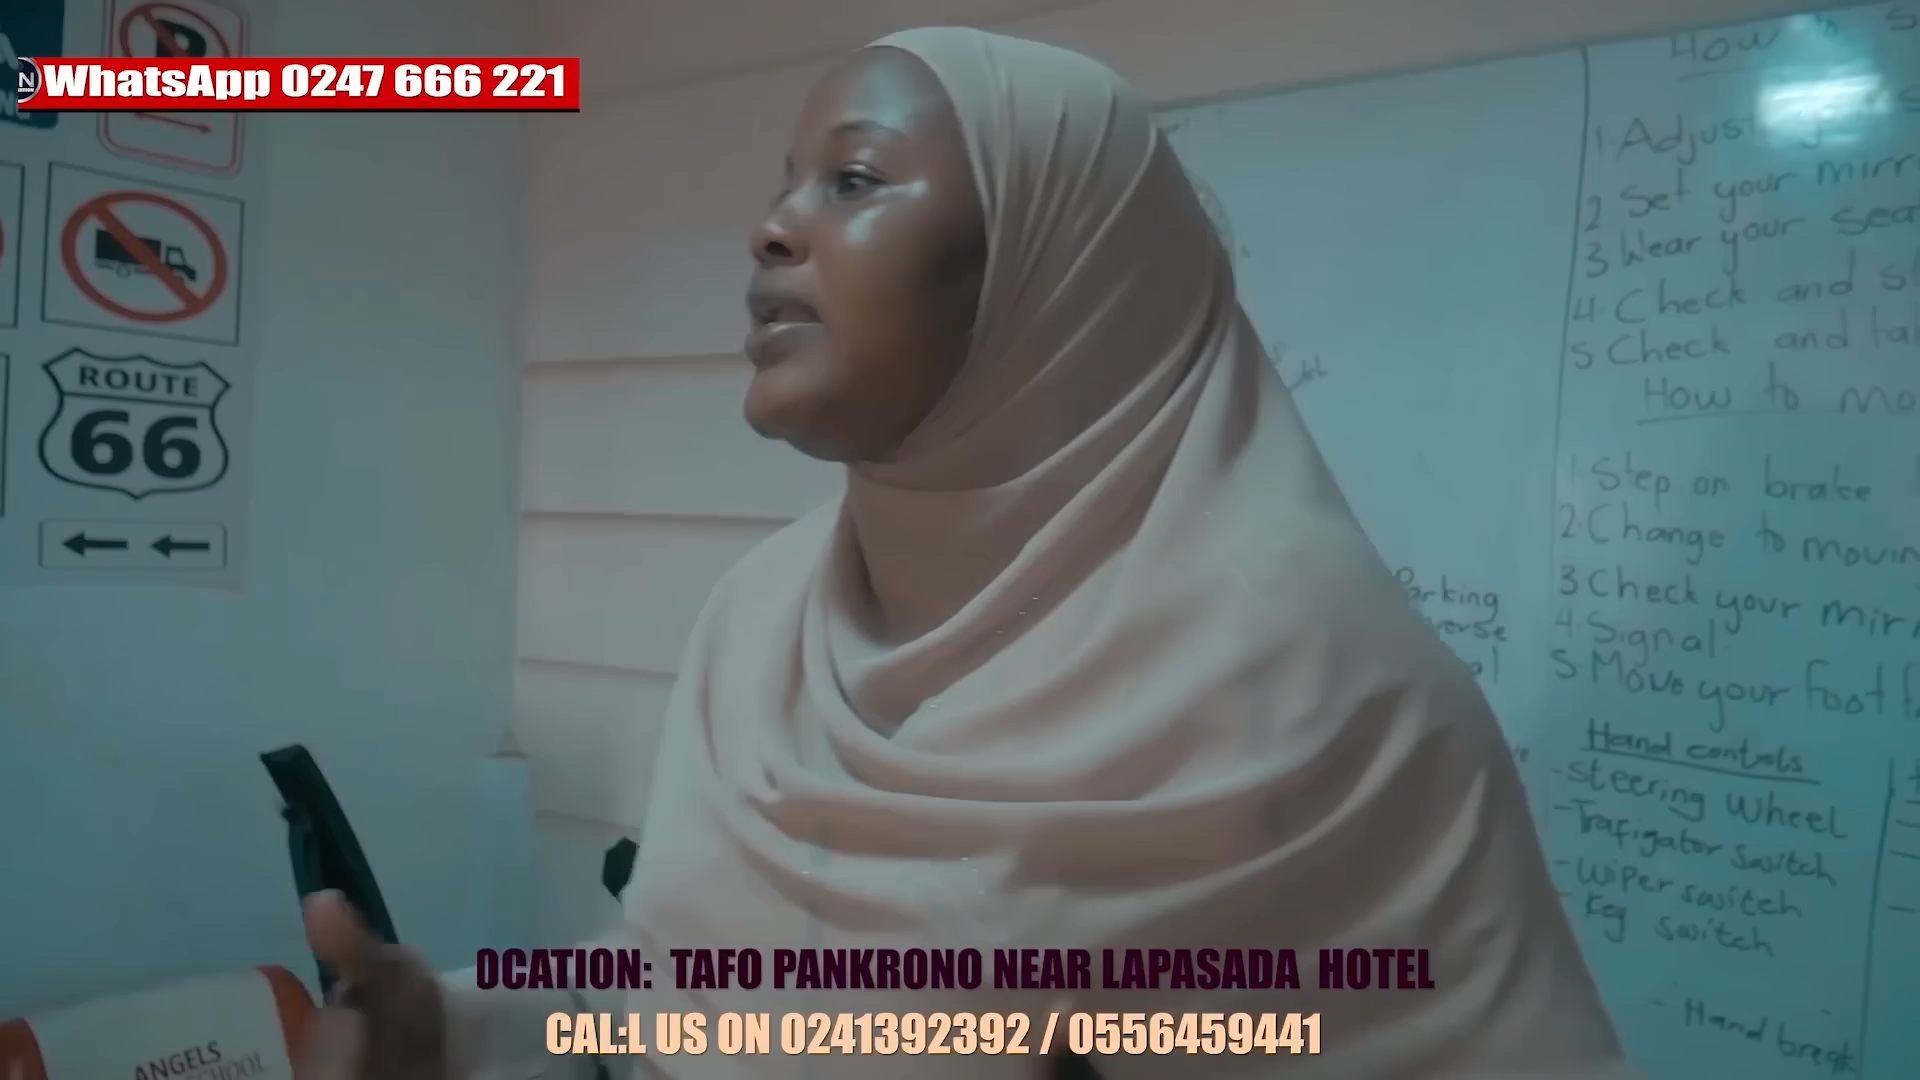 WhatsApp 0247 666 221
ROUTE
66
1. Adjust
2 Set your mirr
3 Wear your sea
4. Check and s
5 Check and ta
How to mo
1 Step on brake
2. Change to movin
3 Check your mirr
4 Signal
5. Move your foot f
Parking
Hand controls
- Steering wheel
- Trafigator switch
- Wiper switch
- Key switch
- Hand break
OCATION: TAFO PANKRONO NEAR LAPASADA HOTEL
CAL:L US ON 0241392392 / 0556459441
ANGELS
SCHOOL